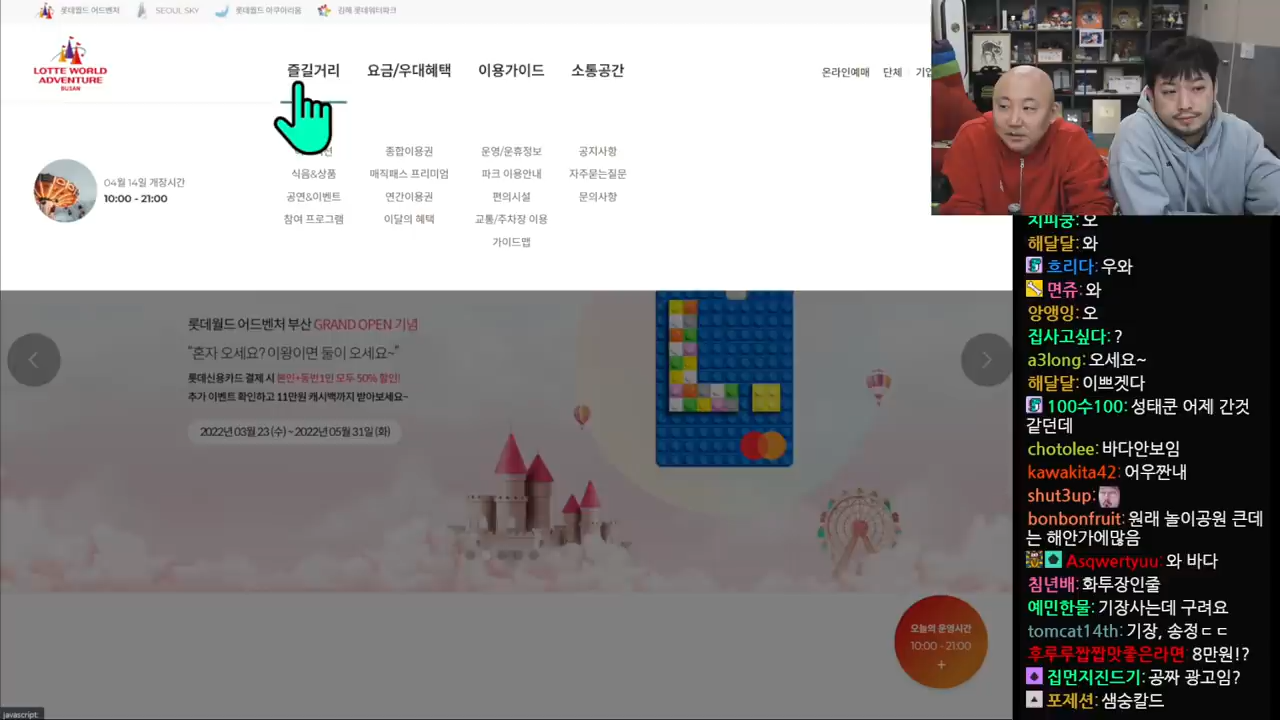 롯데월드 어드벤처
SEOUL SKY
롯데월드 아쿠아리움
김해 롯데워터파크
LOTTE WORLD
ADVENTURE
BUSAN
즐길거리
요금/우대혜택
이용가이드
소통공간
온라인예매
단체
기업
04월 14일 개장시간
10:00 - 21:00
식음&상품
공연&이벤트
참여 프로그램
종합이용권
매직패스 프리미엄
연간이용권
이달의 혜택
운영/운휴정보
파크 이용안내
편의시설
교통/주차장 이용
가이드맵
공지사항
자주묻는질문
문의사항
롯데월드 어드벤처 부산 GRAND OPEN 기념
"혼자 오세요? 이왕이면 둘이 오세요~"
롯데신용카드 결제 시 본인+동반1인 모두 50% 할인!
추가 이벤트 확인하고 11만원 캐시백까지 받아보세요~
2022년 03월 23 (수) ~ 2022년 05월 31일 (화)
오늘의 운영시간
10:00 - 21:00
+
javascript:
치피쿵: 오
해달달: 와
흐리다: 우와
면쥬: 와
앙앵잉: 오
집사고싶다: ?
a3long: 오세요~
해달달: 이쁘겟다
100수100: 성태쿤 어제 간것
같던데
chotolee: 바다안보임
kawakita42: 어우짠내
shut3up:
bonbonfruit: 원래 놀이공원 큰데
는 해안가에많음
Asqwertyuu: 와 바다
침년배: 화투장인줄
예민한물: 기장사는데 구려요
tomcat14th: 기장, 송정ㄷㄷ
후루루짭짭맛좋은라면: 8만원!?
집먼지진드기: 공짜 광고임?
포제션: 샘숭칼드